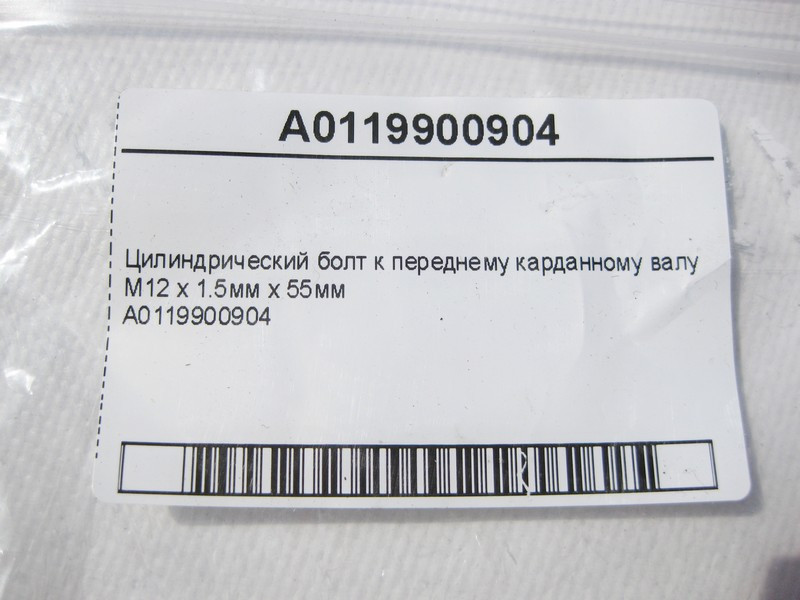 A0119900904
Цилиндрический болт к переднему карданному валу
M12 x 1.5мм x 55мм
A0119900904